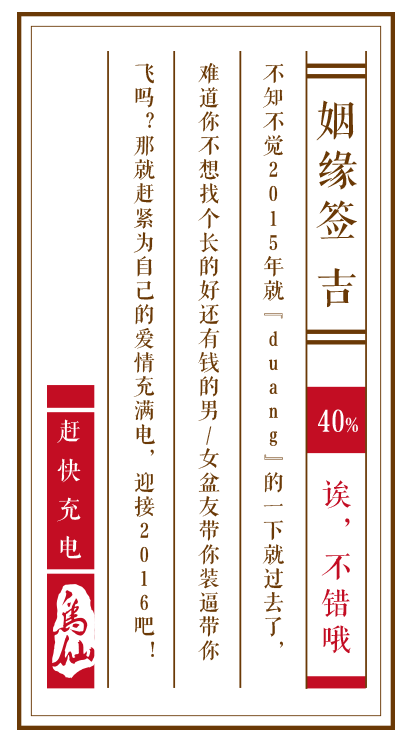 姻缘签 吉
40%
诶，不错哦
不知不觉2015年就『duang』的一下就过去了，
难道你不想找个长的好还有钱的男/女盆友带你装逼带你
飞吗？那就赶紧为自己的爱情充满电，迎接2016吧！
赶快充电